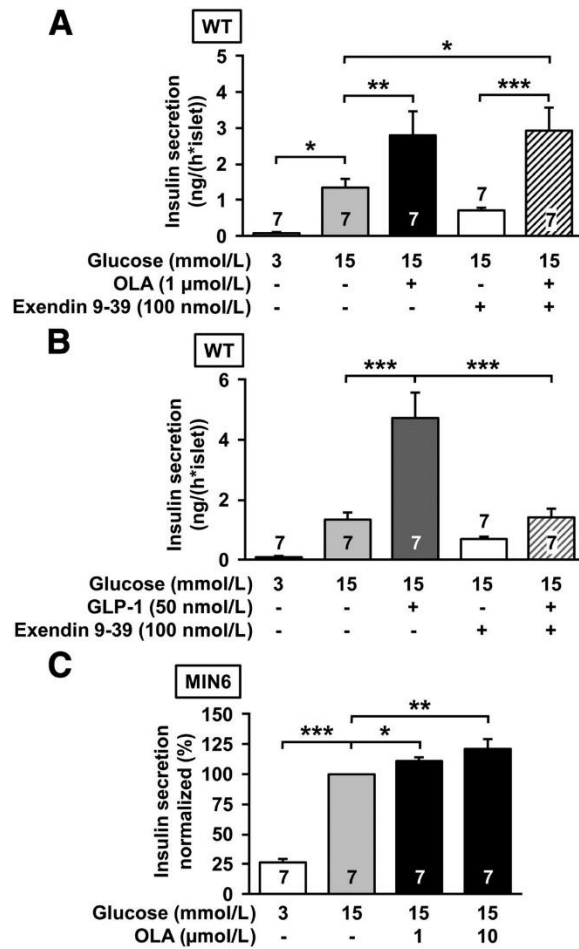 A
WT
Insulin secretion
(ng/(h*islet))
5
4
3
2
1
0
*
** ***
*
7 7 7 7 7
Glucose (mmol/L) 3 15 15 15 15
OLA (1 µmol/L) - - + - +
Exendin 9-39 (100 nmol/L) - - - + +
B
WT
Insulin secretion
(ng/(h*islet))
6
4
2
0
*** ***
7 7 7 7 7
Glucose (mmol/L) 3 15 15 15 15
GLP-1 (50 nmol/L) - - + - +
Exendin 9-39 (100 nmol/L) - - - + +
C
MIN6
Insulin secretion
normalized (%)
150
125
100
75
50
25
0
**
*** *
7 7 7 7
Glucose (mmol/L) 3 15 15 15
OLA (µmol/L) - - 1 10